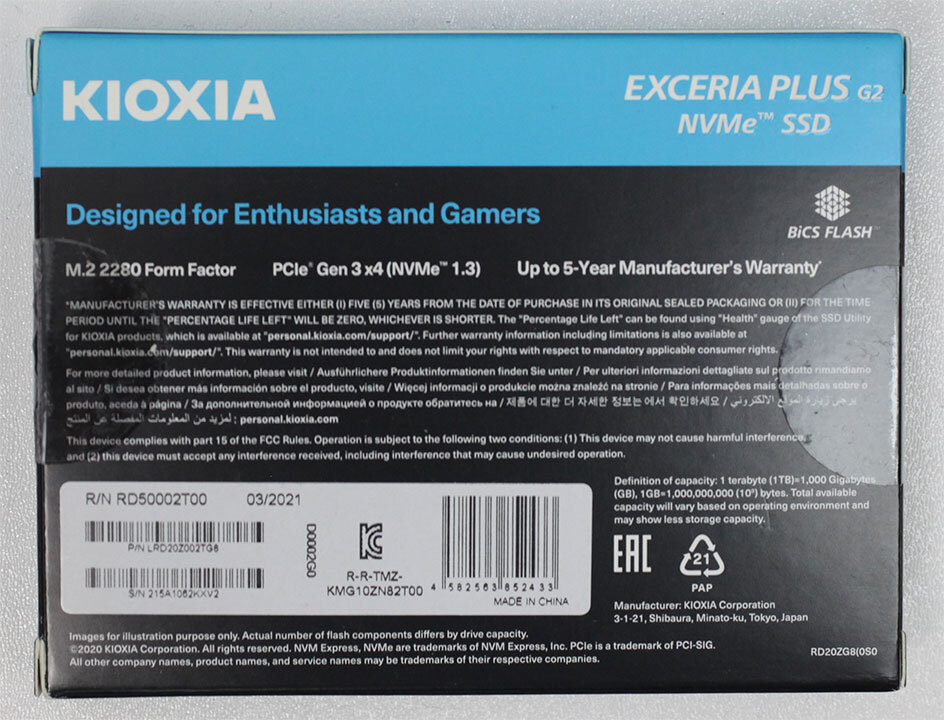 KIOXIA
EXCERIA PLUS G2
NVMe™ SSD
Designed for Enthusiasts and Gamers
BiCS FLASH™
M.2 2280 Form Factor PCIe® Gen 3 x4 (NVMe™ 1.3) Up to 5-Year Manufacturer's Warranty*
*MANUFACTURER'S WARRANTY IS EFFECTIVE EITHER (I) FIVE (5) YEARS FROM THE DATE OF PURCHASE IN ITS ORIGINAL SEALED PACKAGING OR (II) FOR THE TIME
PERIOD UNTIL THE "PERCENTAGE LIFE LEFT" WILL BE ZERO, WHICHEVER IS SHORTER. The "Percentage Life Left" can be found using "Health" gauge of the SSD Utility
for KIOXIA products, which is available at "personal.kioxia.com/support/". Further warranty information including limitations is also available at
"personal.kioxia.com/support/". This warranty is not intended to and does not limit your rights with respect to mandatory applicable consumer rights.
For more detailed product information, please visit / Ausführlichere Produktinformationen finden Sie unter / Per ulteriori informazioni dettagliate sul prodotto rimandiamo
al sito / Si desea obtener más información sobre el producto, visite / Więcej informacji o produkcie można znaleźć na stronie / Para informações mais detalhadas sobre o
produto, aceda à página / За дополнительной информацией о продукте обратитесь на / 제품에 대한 더 자세한 정보는 에서 확인하세요 / يرجى زيارة الموقع الالكتروني
لمزيد من المعلومات المفصلة عن المنتج : personal.kioxia.com
This device complies with part 15 of the FCC Rules. Operation is subject to the following two conditions: (1) This device may not cause harmful interference,
and (2) this device must accept any interference received, including interference that may cause undesired operation.
R/N RD50002T00 03/2021
P/N LRD20Z002TG8
S/N 215A1062KXV2
D0002G0
R-R-TMZ-
KMG10ZN82T00
4 582563 852433
MADE IN CHINA
Definition of capacity: 1 terabyte (1TB)=1,000 Gigabytes
(GB), 1GB=1,000,000,000 (10⁹) bytes. Total available
capacity will vary based on operating environment and
may show less storage capacity.
EAC
21
PAP
Manufacturer: KIOXIA Corporation
3-1-21, Shibaura, Minato-ku, Tokyo, Japan
Images for illustration purpose only. Actual number of flash components differs by drive capacity.
©2020 KIOXIA Corporation. All rights reserved. NVM Express, NVMe are trademarks of NVM Express, Inc. PCIe is a trademark of PCI-SIG.
All other company names, product names, and service names may be trademarks of their respective companies.
RD20ZG8(0S0